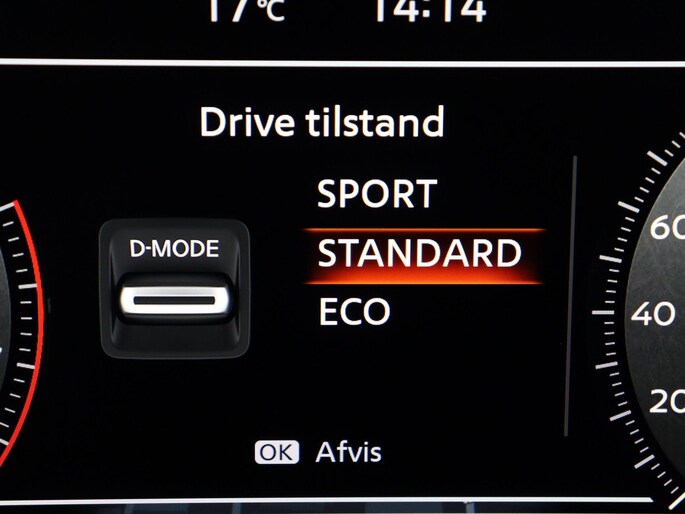 17°C 14:14
Drive tilstand
SPORT
D-MODE STANDARD
ECO
60
40
20
OK Afvis